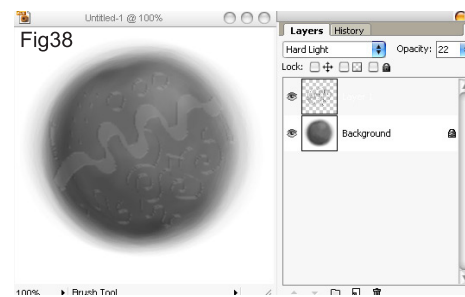 Untitled-1 @ 100%
Fig38
Layers History
Hard Light Opacity: 22
Lock:
Background
100% Brush Tool